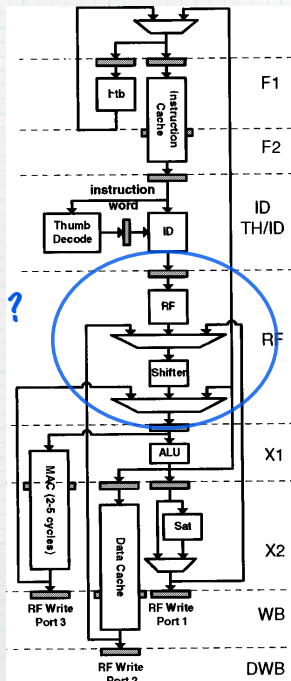 F1
btb
Instruction
Cache
F2
instruction
word
Thumb
Decode
ID
ID
TH/ID
?
RF
RF
Shifter
X1
ALU
MAC (2-5 cycles)
Sat
X2
Data Cache
RF Write
Port 3
RF Write
Port 1
WB
RF Write
DWB